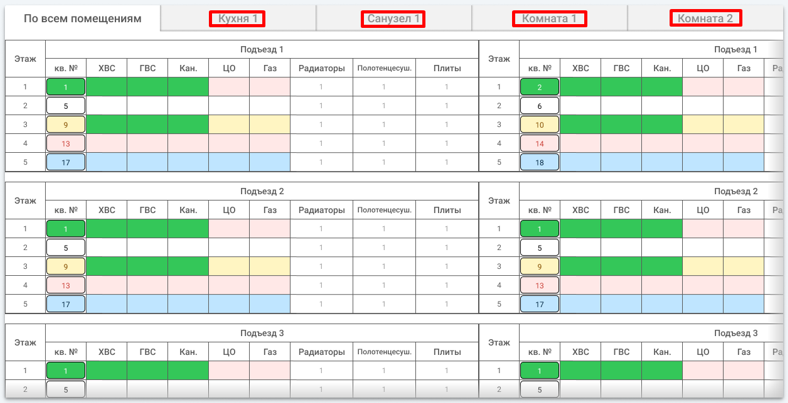 По всем помещениям Кухня 1 Санузел 1 Комната 1 Комната 2
Этаж Подъезд 1 Этаж Подъезд 1
кв. № ХВС ГВС Кан. ЦО Газ Радиаторы Полотенцесуш. Плиты кв. № ХВС ГВС Кан. ЦО Газ
1 1 1 1 1 1 2
2 5 1 1 1 2 6
3 9 1 1 1 3 10
4 13 1 1 1 4 14
5 17 1 1 1 5 18
Этаж Подъезд 2 Этаж Подъезд 2
кв. № ХВС ГВС Кан. ЦО Газ Радиаторы Полотенцесуш. Плиты кв. № ХВС ГВС Кан. ЦО Газ
1 1 1 1 1 1 1
2 5 1 1 1 2 5
3 9 1 1 1 3 9
4 13 1 1 1 4 13
5 17 1 1 1 5 17
Этаж Подъезд 3 Этаж Подъезд 3
кв. № ХВС ГВС Кан. ЦО Газ Радиаторы Полотенцесуш. Плиты кв. № ХВС ГВС Кан. ЦО Газ
1 1 1 1 1 1 1
2 5 1 1 1 2 5